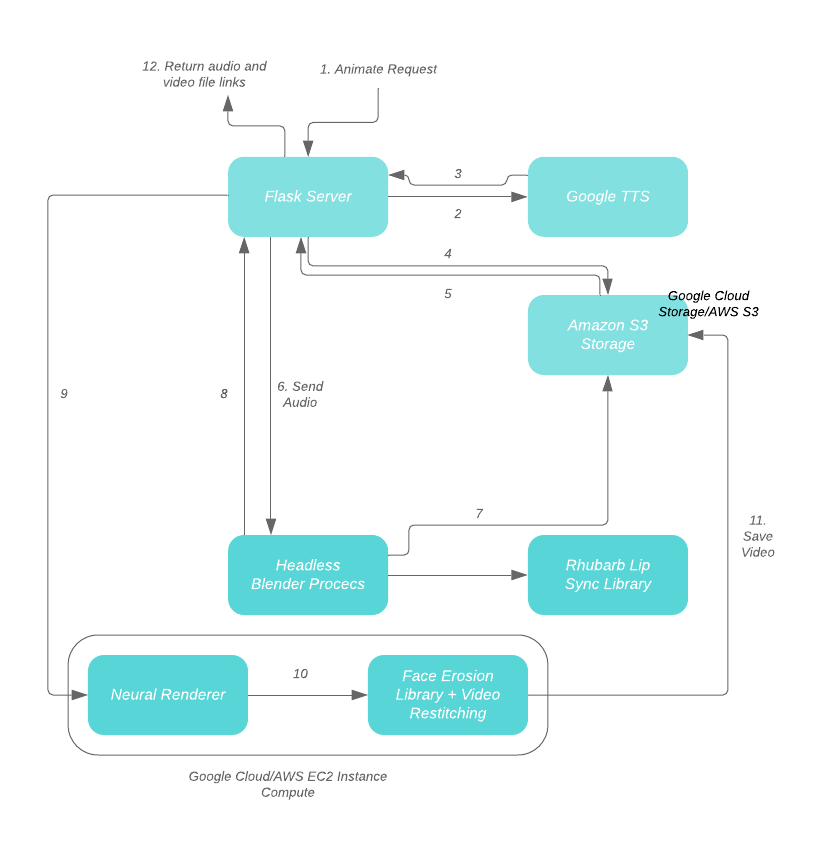 12. Return audio and
video file links
1. Animate Request
Flask Server
3
2
Google TTS
4
5
Google Cloud
Storage/AWS S3
Amazon S3
Storage
9
8
6. Send
Audio
7
11.
Save
Video
Headless
Blender Procecs
Rhubarb Lip
Sync Library
Neural Renderer
10
Face Erosion
Library + Video
Restitching
Google Cloud/AWS EC2 Instance
Compute